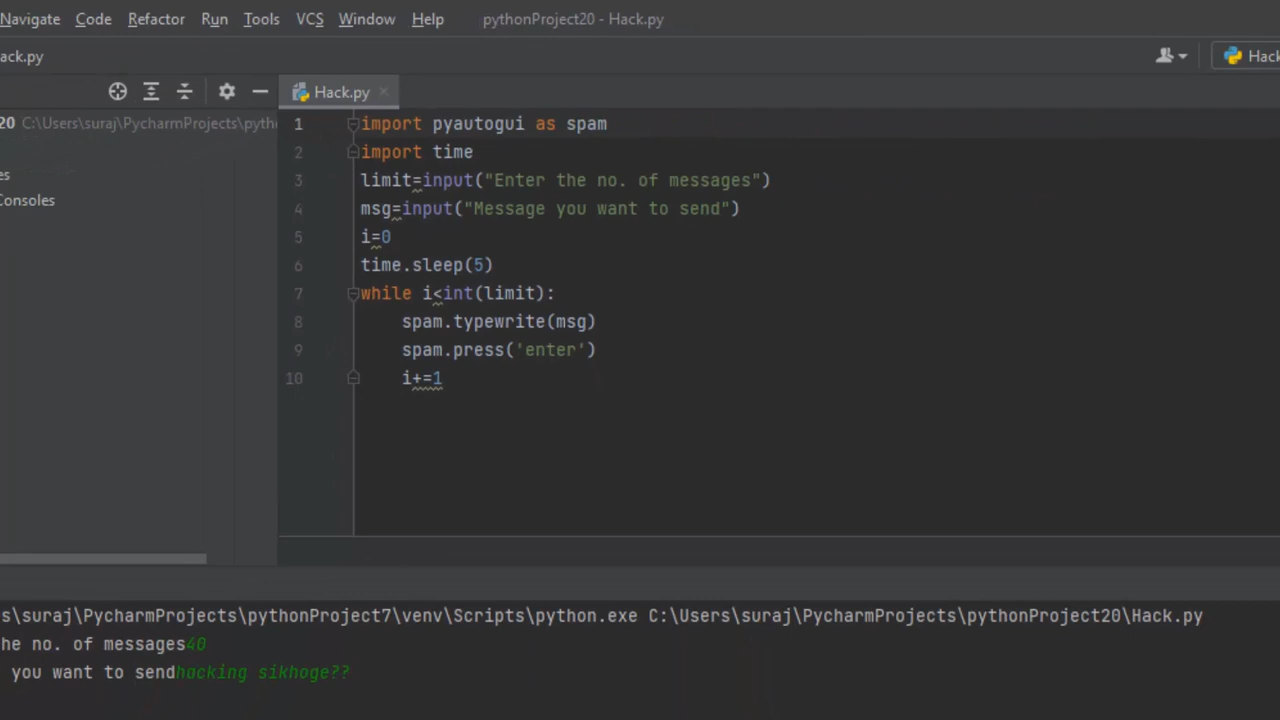 Navigate Code Refactor Run Tools VCS Window Help pythonProject20 - Hack.py
ack.py Hack
Hack.py
20 C:\Users\suraj\PycharmProjects\pytho
1 import pyautogui as spam
2 import time
es
3 limit=input("Enter the no. of messages")
Consoles
4 msg=input("Message you want to send")
5 i=0
6 time.sleep(5)
7 while i<int(limit):
8 spam.typewrite(msg)
9 spam.press('enter')
10 i+=1
s\suraj\PycharmProjects\pythonProject7\venv\Scripts\python.exe C:\Users\suraj\PycharmProjects\pythonProject20\Hack.py
he no. of messages40
you want to sendhacking sikhoge??